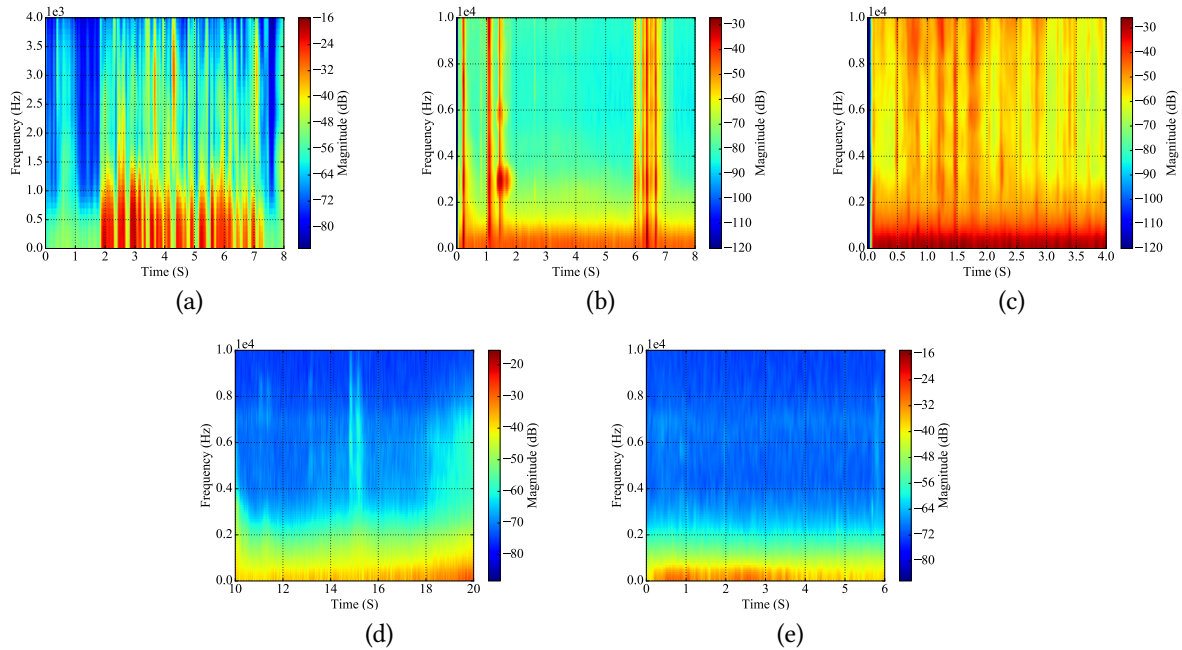 1e3
4.0
3.5
3.0
2.5
2.0
1.5
1.0
0.5
0.0
Frequency (Hz)
0 1 2 3 4 5 6 7 8
Time (S)
−16
−24
−32
−40
−48
−56
−64
−72
−80
Magnitude (dB)
(a)
1e4
1.0
0.8
0.6
0.4
0.2
0.0
Frequency (Hz)
0 1 2 3 4 5 6 7 8
Time (S)
−30
−40
−50
−60
−70
−80
−90
−100
−110
−120
Magnitude (dB)
(b)
1e4
1.0
0.8
0.6
0.4
0.2
0.0
Frequency (Hz)
0.0 0.5 1.0 1.5 2.0 2.5 3.0 3.5 4.0
Time (S)
−30
−40
−50
−60
−70
−80
−90
−100
−110
−120
Magnitude (dB)
(c)
1e4
1.0
0.8
0.6
0.4
0.2
0.0
Frequency (Hz)
10 12 14 16 18 20
Time (S)
−20
−30
−40
−50
−60
−70
−80
Magnitude (dB)
(d)
1e4
1.0
0.8
0.6
0.4
0.2
0.0
Frequency (Hz)
0 1 2 3 4 5 6
Time (S)
−16
−24
−32
−40
−48
−56
−64
−72
−80
Magnitude (dB)
(e)